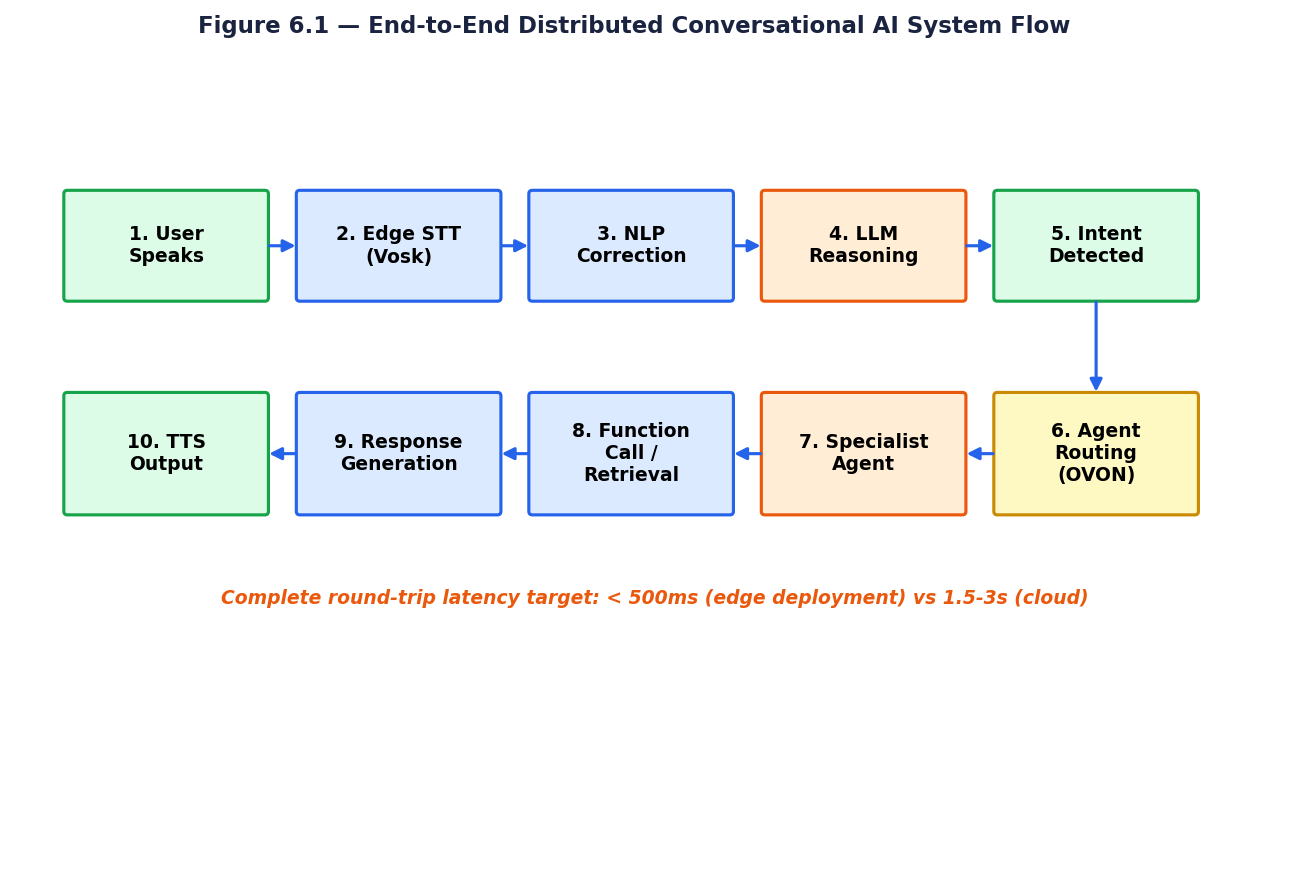 Figure 6.1 — End-to-End Distributed Conversational AI System Flow
1. User
Speaks
2. Edge STT
(Vosk)
3. NLP
Correction
4. LLM
Reasoning
5. Intent
Detected
6. Agent
Routing
(OVON)
7. Specialist
Agent
8. Function
Call /
Retrieval
9. Response
Generation
10. TTS
Output
Complete round-trip latency target: < 500ms (edge deployment) vs 1.5-3s (cloud)